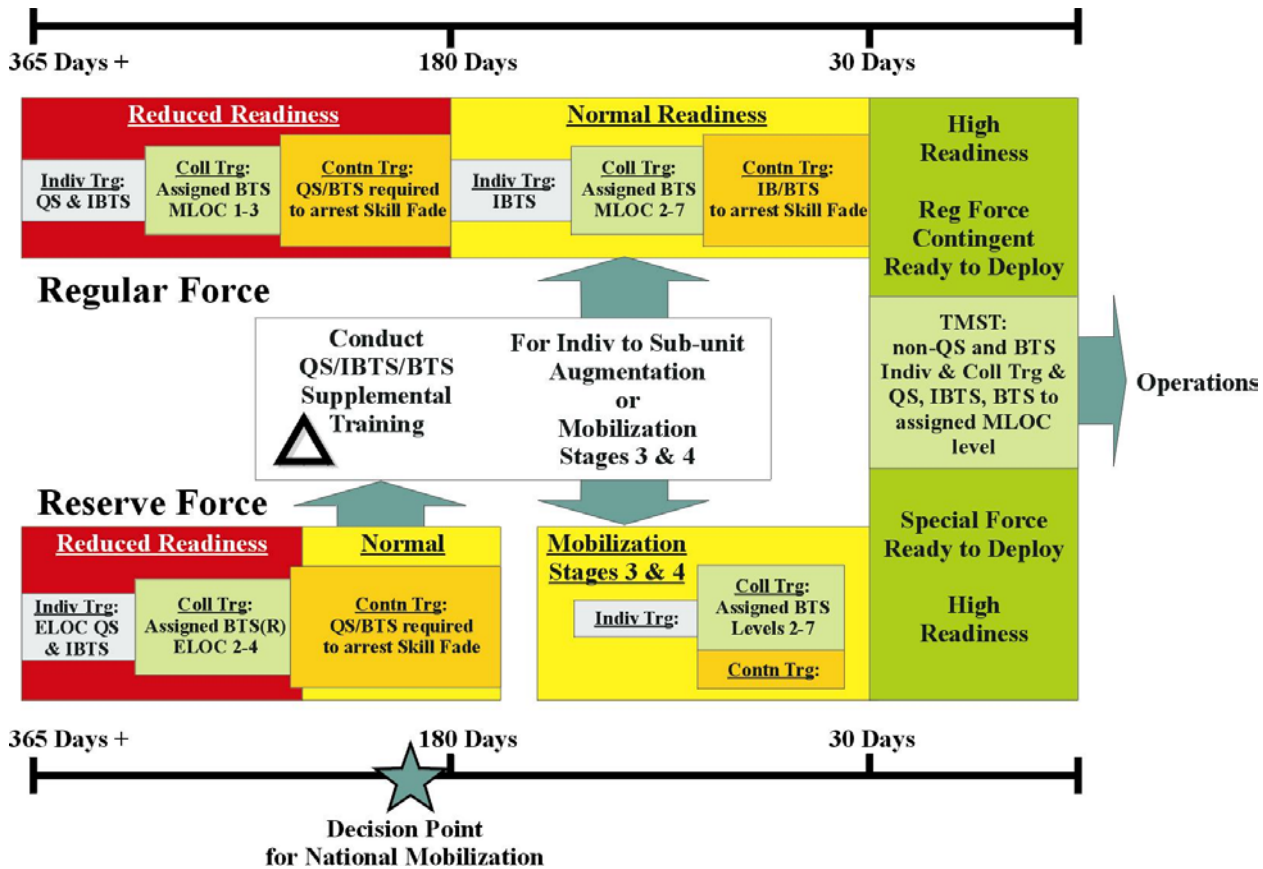 365 Days +
180 Days
30 Days
Reduced Readiness
Indiv Trg:
QS & IBTS
Coll Trg:
Assigned BTS
MLOC 1-3
Contn Trg:
QS/BTS required
to arrest Skill Fade
Normal Readiness
Indiv Trg:
IBTS
Coll Trg:
Assigned BTS
MLOC 2-7
Contn Trg:
IB/BTS
to arrest Skill Fade
High
Readiness
Reg Force
Contingent
Ready to Deploy
Regular Force
Conduct
QS/IBTS/BTS
Supplemental
Training
For Indiv to Sub-unit
Augmentation
or
Mobilization
Stages 3 & 4
TMST:
non-QS and BTS
Indiv & Coll Trg &
QS, IBTS, BTS to
assigned MLOC
level
Operations
Reserve Force
Reduced Readiness
Indiv Trg:
ELOC QS
& IBTS
Coll Trg:
Assigned BTS(R)
ELOC 2-4
Normal
Contn Trg:
QS/BTS required
to arrest Skill Fade
Mobilization
Stages 3 & 4
Indiv Trg:
Coll Trg:
Assigned BTS
Levels 2-7
Contn Trg:
Special Force
Ready to Deploy
High
Readiness
365 Days +
180 Days
30 Days
Decision Point
for National Mobilization